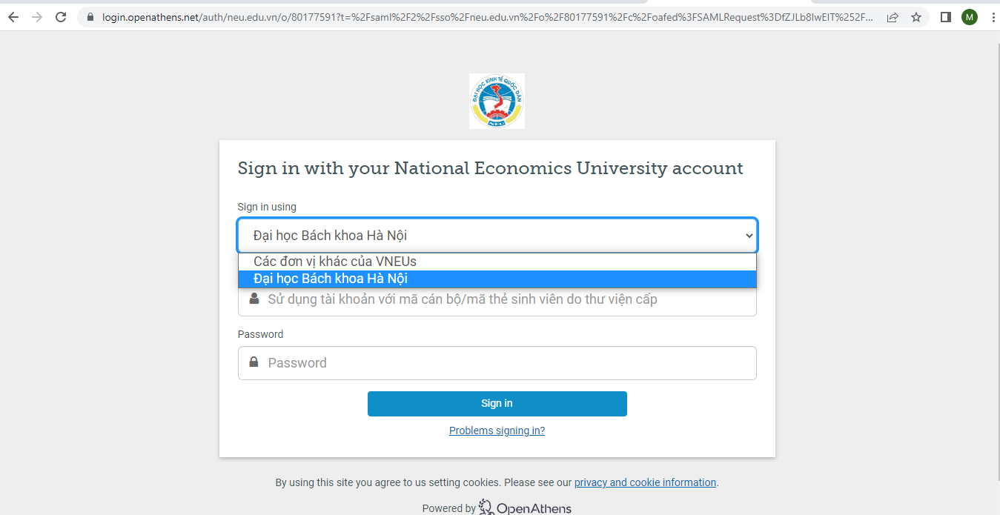 login.openathens.net/auth/neu.edu.vn/o/80177591?t=%2Fsaml%2F2%2Fsso%2Fneu.edu.vn%2Fo%2F80177591%2Fc%2Foafed%3FSAMLRequest%3DfZJLb8IwEIT%252F...
M
ĐẠI HỌC KINH TẾ QUỐC DÂN
NEU
Sign in with your National Economics University account
Sign in using
Đại học Bách khoa Hà Nội
Các đơn vị khác của VNEUs
Đại học Bách khoa Hà Nội
Sử dụng tài khoản với mã cán bộ/mã thẻ sinh viên do thư viện cấp
Password
Password
Sign in
Problems signing in?
By using this site you agree to us setting cookies. Please see our privacy and cookie information.
Powered by OpenAthens